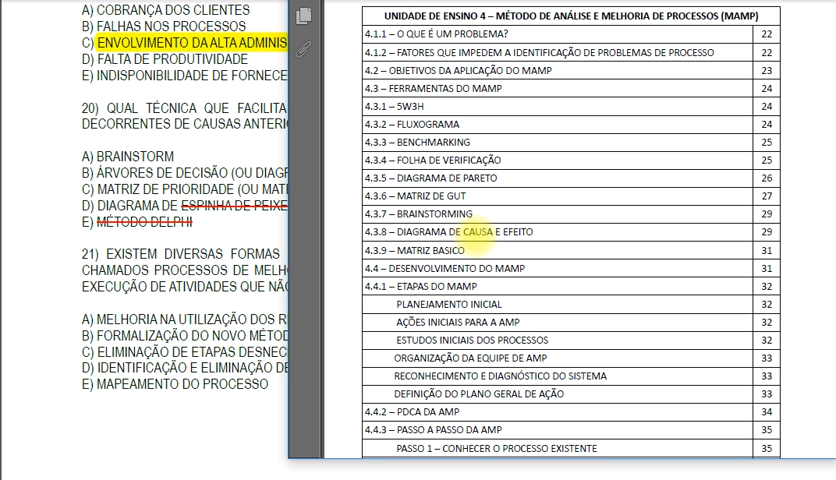 A) COBRANÇA DOS CLIENTES
B) FALHAS NOS PROCESSOS
C) ENVOLVIMENTO DA ALTA
D) FALTA DE PRODUTIVIDADE
E) INDISPONIBILIDADE DE
20) QUAL TÉCNICA QUE FACILITA
DECORRENTES DE CAUSAS
A) BRAINSTORM
B) ÁRVORES DE DECISÃO (OU
C) MATRIZ DE PRIORIDADE (OU
D) DIAGRAMA DE ESPINHA DE PEIXE
E) MÉTODO DELPHI
21) EXISTEM DIVERSAS FORMAS
CHAMADOS PROCESSOS DE
EXECUÇÃO DE ATIVIDADES QUE
A) MELHORIA NA UTILIZAÇÃO DOS
B) FORMALIZAÇÃO DO NOVO
C) ELIMINAÇÃO DE ETAPAS
D) IDENTIFICAÇÃO E ELIMINAÇÃO
E) MAPEAMENTO DO PROCESSO
UNIDADE DE ENSINO 4 – MÉTODO DE ANÁLISE E MELHORIA DE PROCESSOS (MAMP)
4.1.1 – O QUE É UM PROBLEMA? 22
4.1.2 – FATORES QUE IMPEDEM A IDENTIFICAÇÃO DE PROBLEMAS DE PROCESSO 22
4.2 – OBJETIVOS DA APLICAÇÃO DO MAMP 23
4.3 – FERRAMENTAS DO MAMP 24
4.3.1 – 5W3H 24
4.3.2 – FLUXOGRAMA 24
4.3.3 – BENCHMARKING 25
4.3.4 – FOLHA DE VERIFICAÇÃO 25
4.3.5 – DIAGRAMA DE PARETO 26
4.3.6 – MATRIZ DE GUT 27
4.3.7 – BRAINSTORMING 29
4.3.8 – DIAGRAMA DE CAUSA E EFEITO 29
4.3.9 – MATRIZ BASICO 31
4.4 – DESENVOLVIMENTO DO MAMP 31
4.4.1 – ETAPAS DO MAMP 32
PLANEJAMENTO INICIAL 32
AÇÕES INICIAIS PARA A AMP 32
ESTUDOS INICIAIS DOS PROCESSOS 32
ORGANIZAÇÃO DA EQUIPE DE AMP 33
RECONHECIMENTO E DIAGNÓSTICO DO SISTEMA 33
DEFINIÇÃO DO PLANO GERAL DE AÇÃO 33
4.4.2 – PDCA DA AMP 34
4.4.3 – PASSO A PASSO DA AMP 35
PASSO 1 – CONHECER O PROCESSO EXISTENTE 35